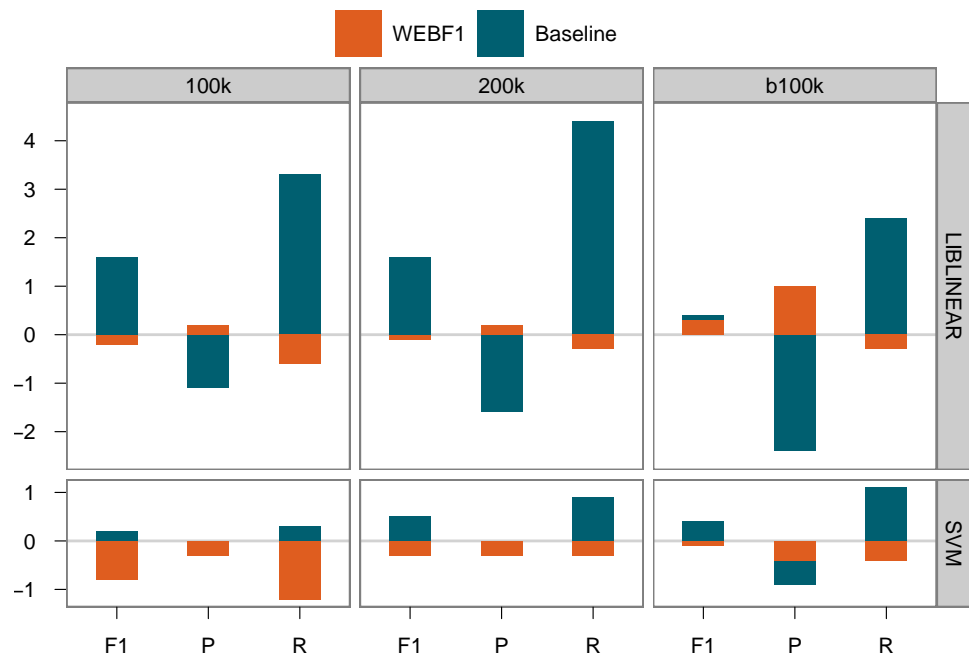 WEBF1 Baseline
100k 200k b100k
4
3
2
1
0
−1
−2
LIBLINEAR
1
0
−1
SVM
F1 P R F1 P R F1 P R